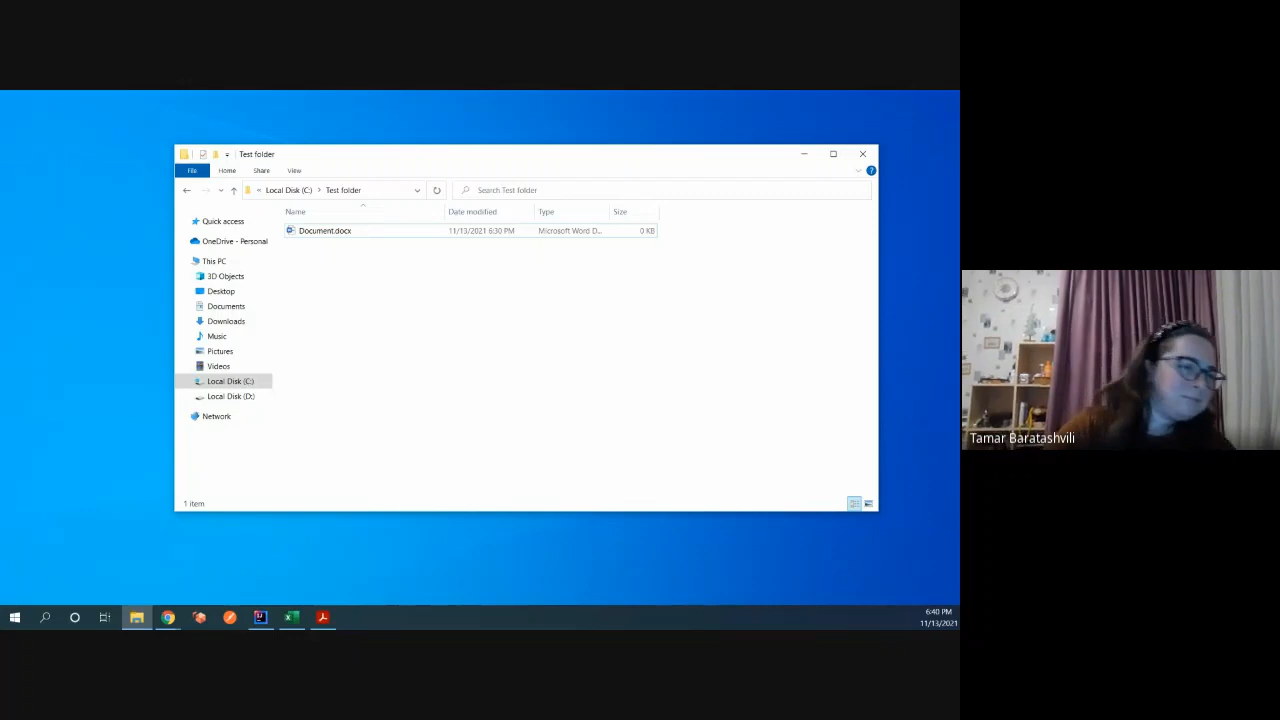 Test folder
File Home Share View
« Local Disk (C:) > Test folder
Search Test folder
Name Date modified Type Size
Document.docx 11/13/2021 6:30 PM Microsoft Word D... 0 KB
Quick access
OneDrive - Personal
This PC
3D Objects
Desktop
Documents
Downloads
Music
Pictures
Videos
Local Disk (C:)
Local Disk (D:)
Network
1 item
6:40 PM
11/13/2021
Tamar Baratashvili